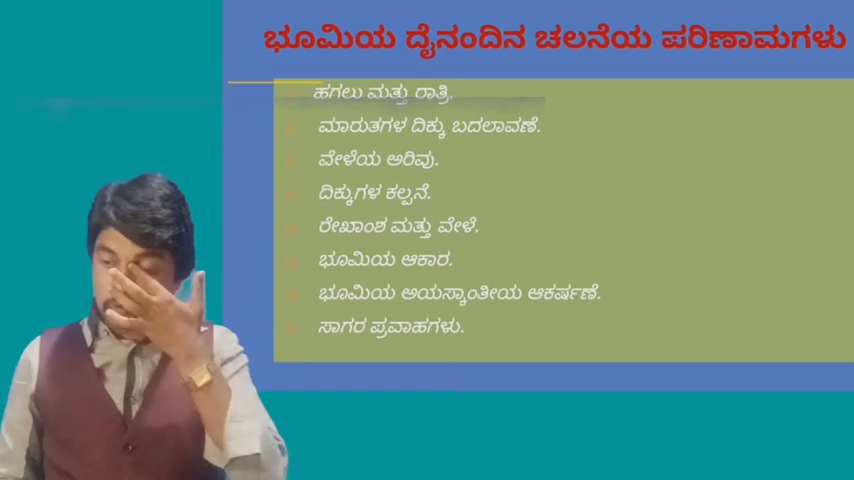 ಭೂಮಿಯ ದೈನಂದಿನ ಚಲನೆಯ ಪರಿಣಾಮಗಳು
ಹಗಲು ಮತ್ತು ರಾತ್ರಿ.
ಮಾರುತಗಳ ದಿಕ್ಕು ಬದಲಾವಣೆ.
ವೇಳೆಯ ಅರಿವು.
ದಿಕ್ಕುಗಳ ಕಲ್ಪನೆ.
ರೇಖಾಂಶ ಮತ್ತು ವೇಳೆ.
ಭೂಮಿಯ ಆಕಾರ.
ಭೂಮಿಯ ಅಯಸ್ಕಾಂತೀಯ ಆಕರ್ಷಣೆ.
ಸಾಗರ ಪ್ರವಾಹಗಳು.